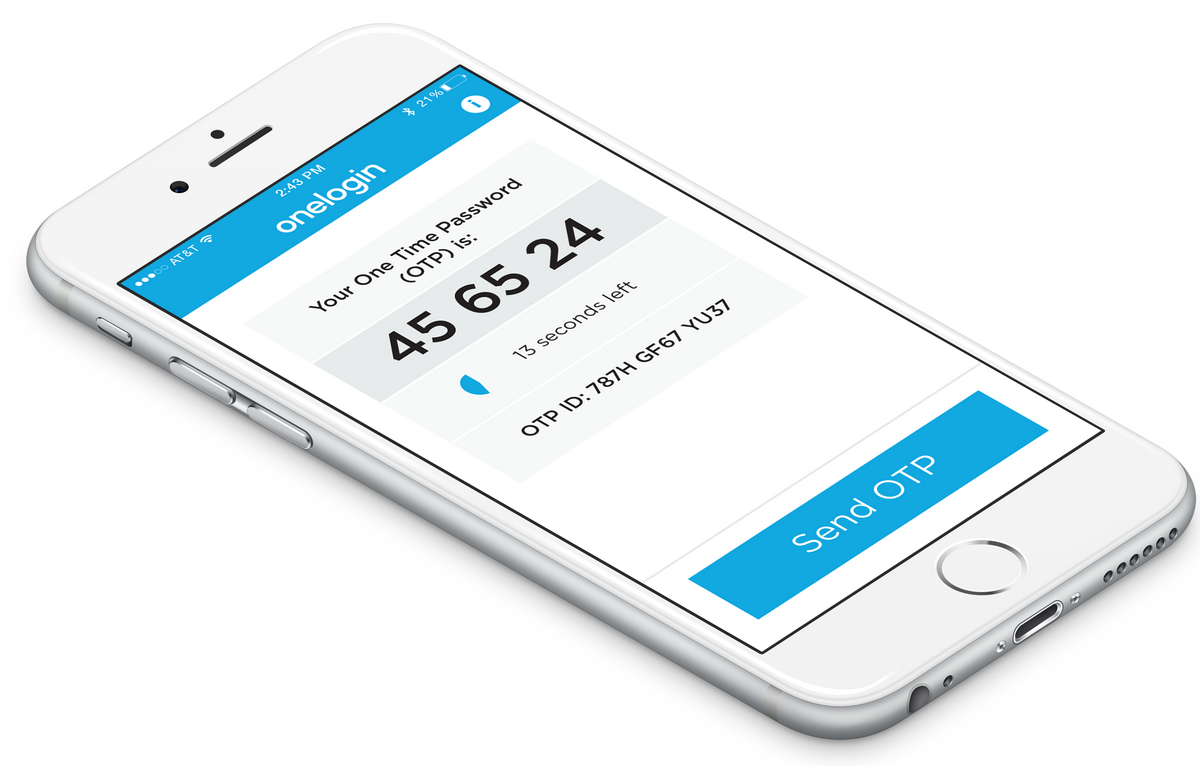 AT&T 2:43 PM 21%
onelogin
i
Your One Time Password
(OTP) is:
45 65 24
13 seconds left
OTP ID: 787H GF67 YU37
Send OTP